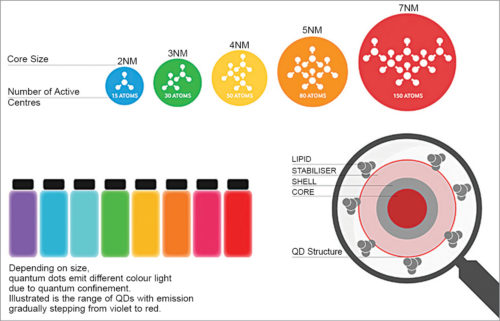 7NM
5NM
4NM
3NM
2NM
Core Size
Number of Active
Centres
15 ATOMS
30 ATOMS
50 ATOMS
80 ATOMS
150 ATOMS
LIPID
STABILISER
SHELL
CORE
QD Structure
Depending on size,
quantum dots emit different colour light
due to quantum confinement.
Illustrated is the range of QDs with emission
gradually stepping from violet to red.